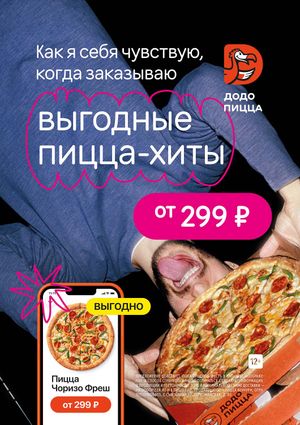 Как я себя чувствую,
когда заказываю
выгодные
пицца-хиты
ДОДО
ПИЦЦА
от 299 ₽
ВЫГОДНО
Пицца
Чоризо Фреш
от 299 ₽
12+
ДОДО
ПИЦЦА